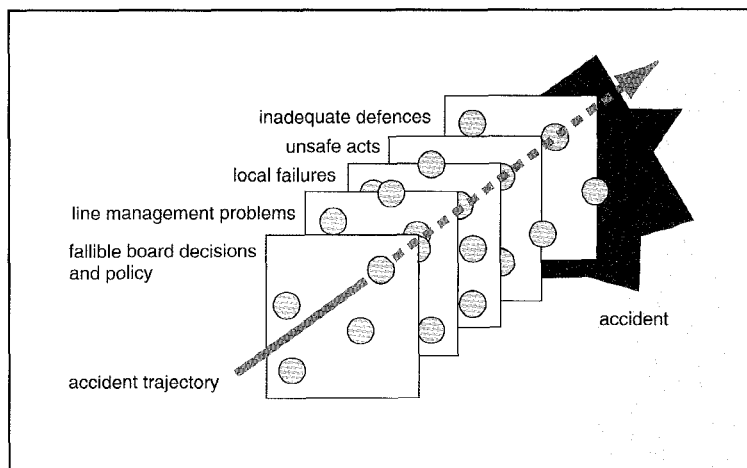 inadequate defences
unsafe acts
local failures
line management problems
fallible board decisions
and policy
accident
accident trajectory